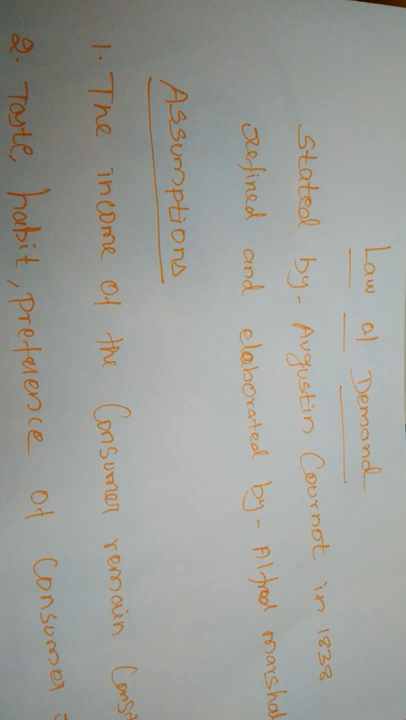 Law of Demand
Stated by - Augustin Cournot in 1838
Refined and elaborated by - Alfred marshal
Assumptions
1. The income of the Consumer remain Const
2. Taste, habit, preference of Consumer